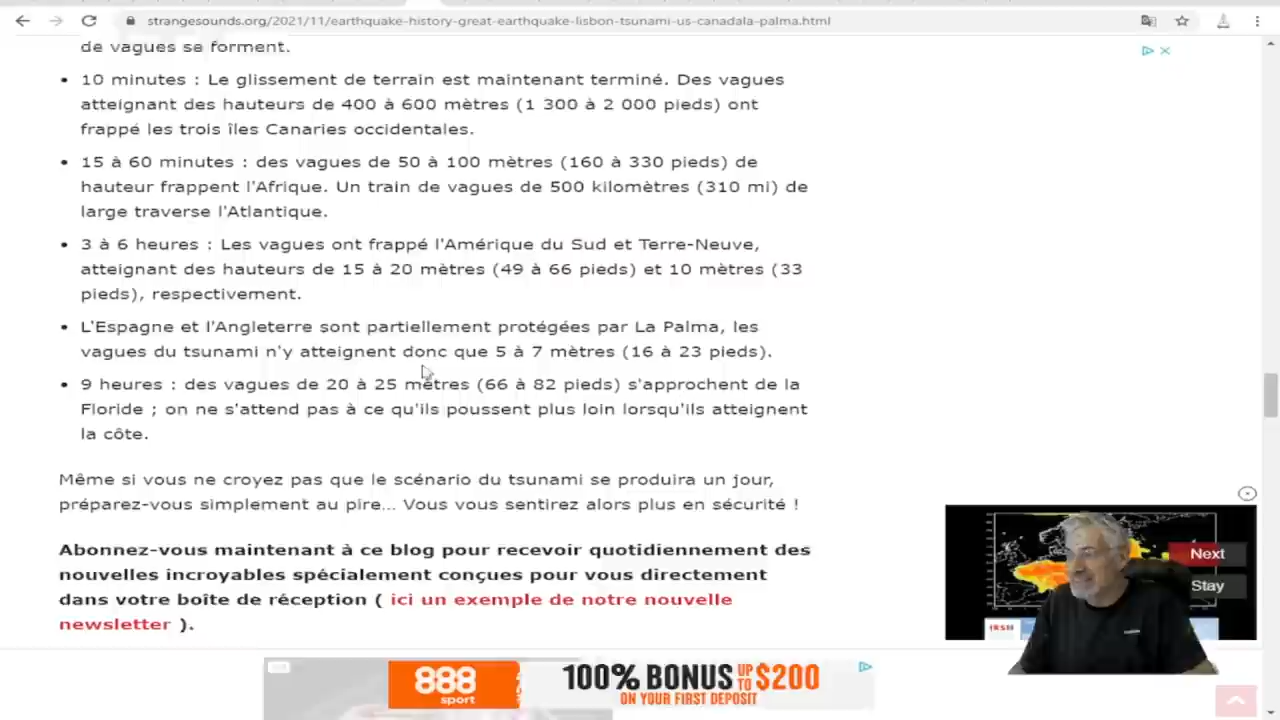 strangesounds.org/2021/11/earthquake-history-great-earthquake-lisbon-tsunami-us-canadala-palma.html
de vagues se forment.
• 10 minutes : Le glissement de terrain est maintenant terminé. Des vagues
atteignant des hauteurs de 400 à 600 mètres (1 300 à 2 000 pieds) ont
frappé les trois îles Canaries occidentales.
• 15 à 60 minutes : des vagues de 50 à 100 mètres (160 à 330 pieds) de
hauteur frappent l'Afrique. Un train de vagues de 500 kilomètres (310 mi) de
large traverse l'Atlantique.
• 3 à 6 heures : Les vagues ont frappé l'Amérique du Sud et Terre-Neuve,
atteignant des hauteurs de 15 à 20 mètres (49 à 66 pieds) et 10 mètres (33
pieds), respectivement.
• L'Espagne et l'Angleterre sont partiellement protégées par La Palma, les
vagues du tsunami n'y atteignent donc que 5 à 7 mètres (16 à 23 pieds).
• 9 heures : des vagues de 20 à 25 mètres (66 à 82 pieds) s'approchent de la
Floride ; on ne s'attend pas à ce qu'ils poussent plus loin lorsqu'ils atteignent
la côte.
Même si vous ne croyez pas que le scénario du tsunami se produira un jour,
préparez-vous simplement au pire... Vous vous sentirez alors plus en sécurité !
Abonnez-vous maintenant à ce blog pour recevoir quotidiennement des
nouvelles incroyables spécialement conçues pour vous directement
dans votre boîte de réception ( ici un exemple de notre nouvelle
newsletter ).
Next
Stay
IRSN
888
sport
100% BONUS UP TO $200
ON YOUR FIRST DEPOSIT